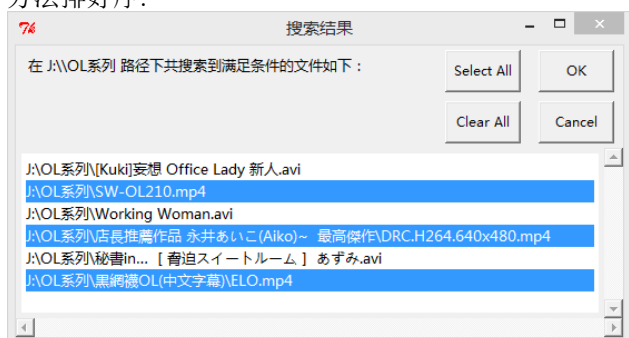 方法排好序：
7% 搜索结果
在 J:\\OL系列 路径下共搜索到满足条件的文件如下：
Select All OK
Clear All Cancel
J:\OL系列\[Kuki]妄想 Office Lady 新人.avi
J:\OL系列\SW-OL210.mp4
J:\OL系列\Working Woman.avi
J:\OL系列\店長推薦作品 永井あいこ(Aiko)~ 最高傑作\DRC.H264.640x480.mp4
J:\OL系列\秘書in... [ 脅迫スイートルーム ] あずみ.avi
J:\OL系列\黒網襪OL(中文字幕)\ELO.mp4